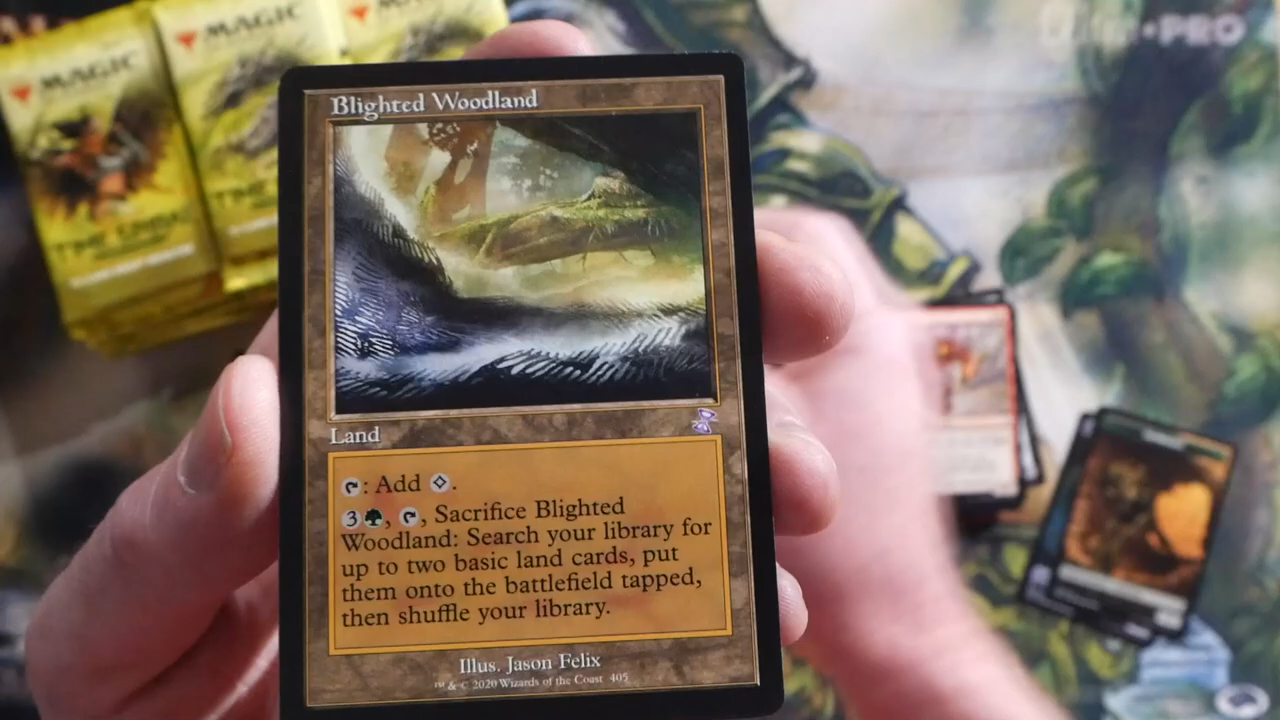 MAGIC
MAGIC
PRO
Blighted Woodland
Land
: Add .
3 , , Sacrifice Blighted
Woodland: Search your library for
up to two basic land cards, put
them onto the battlefield tapped,
then shuffle your library.
Illus. Jason Felix
™ & © 2020 Wizards of the Coast 405